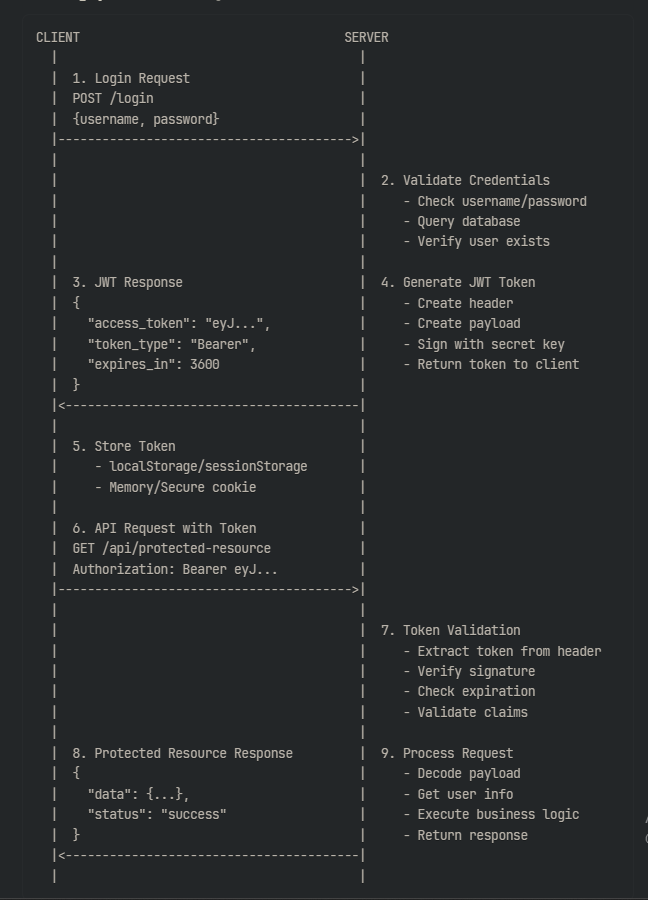 CLIENT                                    SERVER
  |                                         |
  |  1. Login Request                       |
  |  POST /login                            |
  |  {username, password}                   |
  |---------------------------------------->|
  |                                         |
  |                                         |  2. Validate Credentials
  |                                         |     - Check username/password
  |                                         |     - Query database
  |                                         |     - Verify user exists
  |                                         |
  |  3. JWT Response                        |  4. Generate JWT Token
  |  {                                      |     - Create header
  |    "access_token": "eyJ...",            |     - Create payload
  |    "token_type": "Bearer",              |     - Sign with secret key
  |    "expires_in": 3600                   |     - Return token to client
  |  }                                      |
  |<----------------------------------------|
  |                                         |
  |  5. Store Token                         |
  |     - localStorage/sessionStorage       |
  |     - Memory/Secure cookie              |
  |                                         |
  |  6. API Request with Token              |
  |  GET /api/protected-resource            |
  |  Authorization: Bearer eyJ...           |
  |---------------------------------------->|
  |                                         |
  |                                         |  7. Token Validation
  |                                         |     - Extract token from header
  |                                         |     - Verify signature
  |                                         |     - Check expiration
  |                                         |     - Validate claims
  |                                         |
  |  8. Protected Resource Response         |  9. Process Request
  |  {                                      |     - Decode payload
  |    "data": {...},                       |     - Get user info
  |    "status": "success"                  |     - Execute business logic
  |  }                                      |     - Return response
  |<----------------------------------------|
  |                                         |